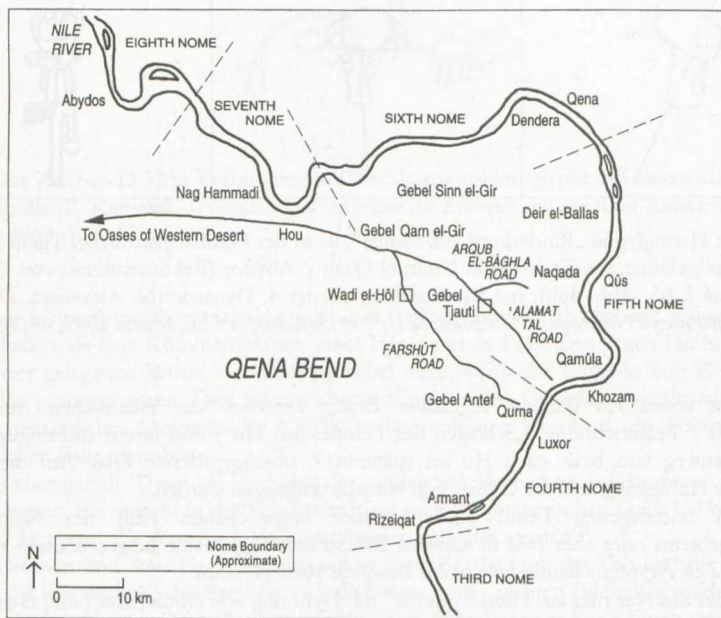 NILE
RIVER
EIGHTH NOME
Abydos
SEVENTH
NOME
SIXTH NOME
Qena
Dendera
Nag Hammadi
Gebel Sinn el-Gir
Deir el-Ballas
To Oases of Western Desert
Hou
Gebel Qarn el-Gir
ARQUB
EL-BÂGHLA
ROAD
Naqada
Qûs
Wadi el-Hôl
Gebel
Tjauti
'ALAMAT
TAL
ROAD
FIFTH NOME
FARSHÛT
ROAD
Qamûla
QENA BEND
Gebel Antef
Khozam
Qurna
Luxor
FOURTH NOME
Armant
Rizeiqat
Nome Boundary
(Approximate)
N
0 10 km
THIRD NOME